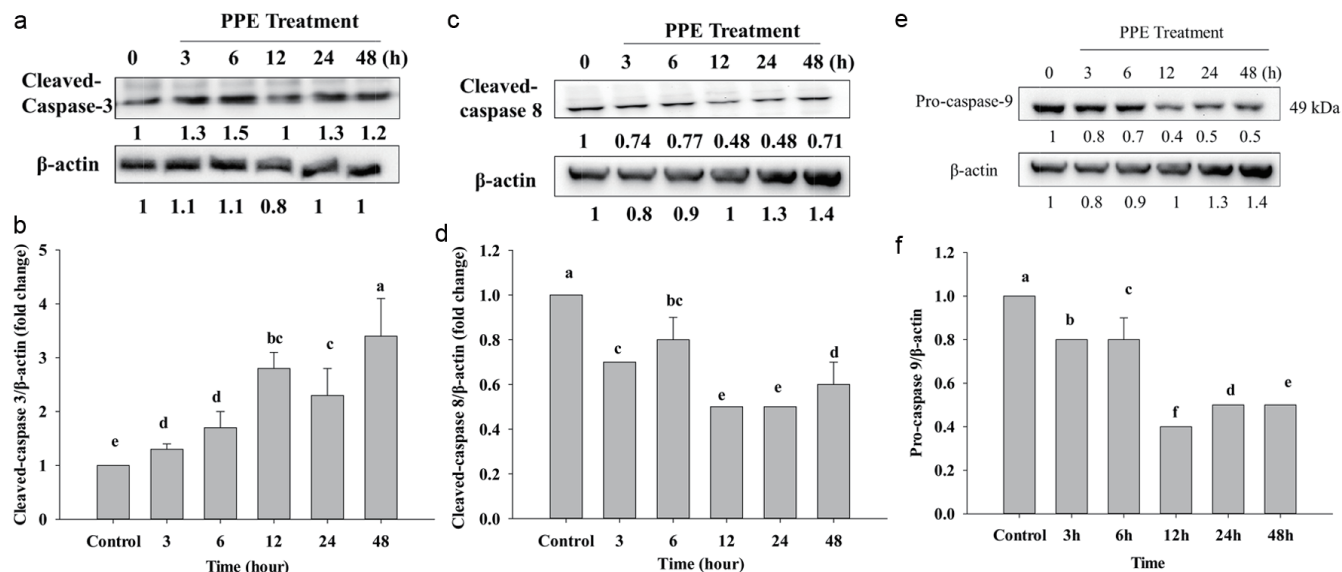 a
PPE Treatment
0 3 6 12 24 48 (h)
Cleaved-
Caspase-3
1 1.3 1.5 1 1.3 1.2
β-actin
1 1.1 1.1 0.8 1 1
b
Cleaved-caspase 3/β-actin (fold change)
5
4
3
2
1
0
e d d bc c a
Control 3 6 12 24 48
Time (hour)
c
PPE Treatment
0 3 6 12 24 48 (h)
Cleaved-
caspase 8
1 0.74 0.77 0.48 0.48 0.71
β-actin
1 0.8 0.9 1 1.3 1.4
d
Cleaved-caspase 8/β-actin (fold change)
1.2
1.0
0.8
0.6
0.4
0.2
0.0
a c bc e e d
Control 3 6 12 24 48
Time (hour)
e
PPE Treatment
0 3 6 12 24 48 (h)
Pro-caspase-9 49 kDa
1 0.8 0.7 0.4 0.5 0.5
β-actin
1 0.8 0.9 1 1.3 1.4
f
Pro-caspase 9/β-actin
1.2
1.0
0.8
0.6
0.4
0.2
0.0
a b c f d e
Control 3h 6h 12h 24h 48h
Time